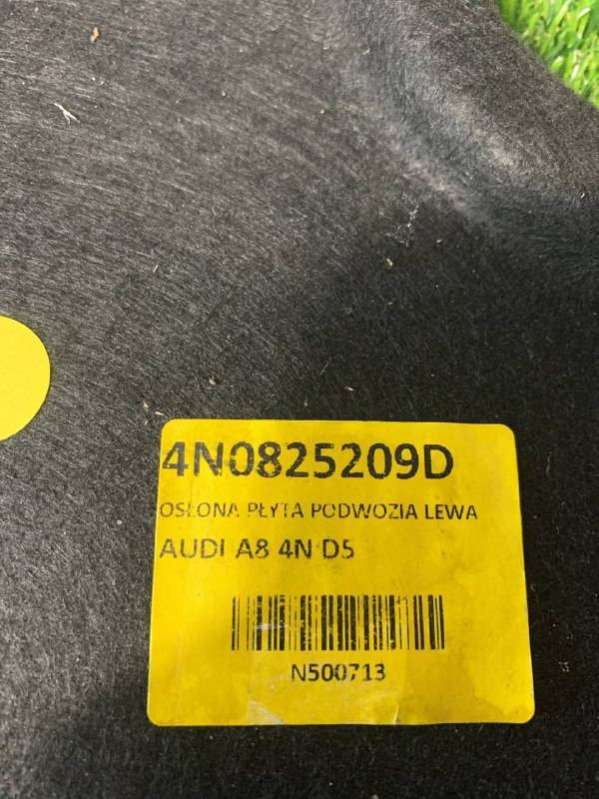 4N0825209D
OSŁONA PŁYTA PODWOZIA LEWA
AUDI A8 4N D5
N500713